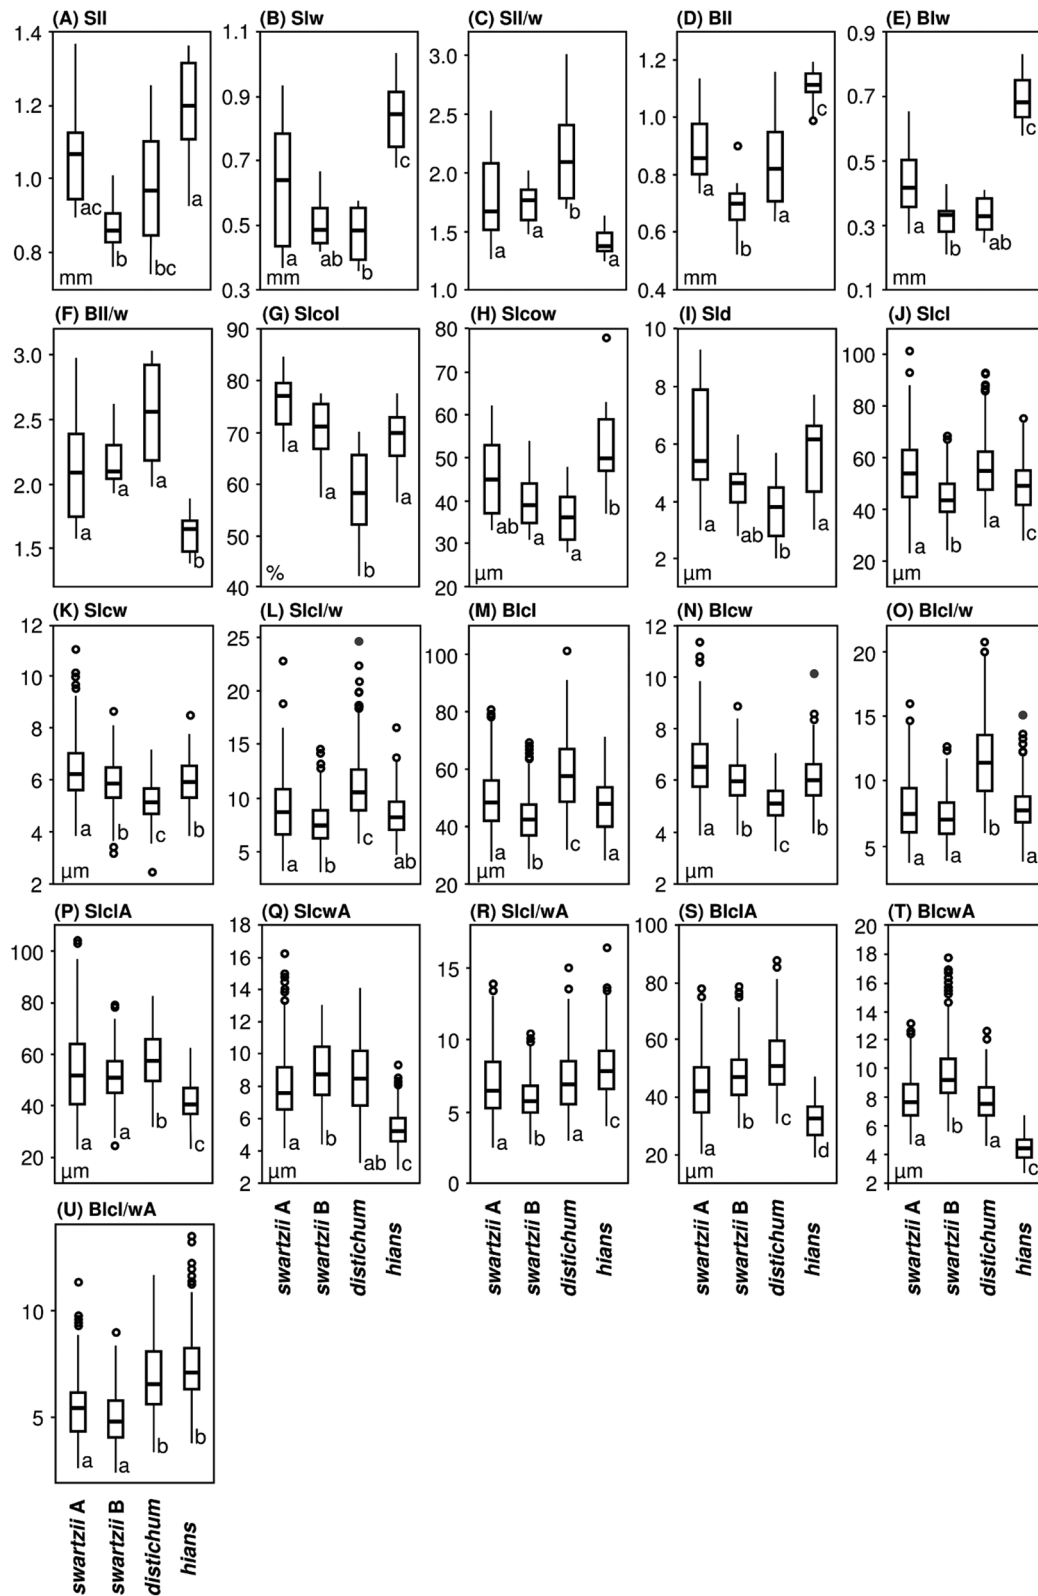 (A) Sll
1.4
1.2
1.0
0.8
ac
b
bc
a
mm
(B) Slw
1.1
0.9
0.7
0.5
0.3
a
ab
b
c
mm
(C) Sll/w
3.0
2.5
2.0
1.5
1.0
a
a
b
a
(D) Bll
1.2
1.0
0.8
0.6
0.4
a
b
a
c
mm
(E) Blw
0.9
0.7
0.5
0.3
0.1
a
b
ab
c
mm
(F) Bll/w
3.0
2.5
2.0
1.5
a
a
a
b
(G) Slcol
90
80
70
60
50
40
a
a
b
a
%
(H) Slcow
80
70
60
50
40
30
20
ab
a
a
b
µm
(I) Sld
10
8
6
4
2
a
ab
b
a
µm
(J) Slcl
100
80
60
40
20
a
b
a
b
µm
(K) Slcw
12
10
8
6
4
2
a
b
c
b
µm
(L) Slcl/w
25
20
15
10
5
a
b
c
ab
(M) Blcl
100
80
60
40
20
a
b
c
a
µm
(N) Blcw
12
10
8
6
4
2
a
b
c
b
µm
(O) Blcl/w
20
15
10
5
a
a
b
a
(P) SlclA
100
80
60
40
20
a
a
b
c
µm
(Q) SlcwA
18
16
14
12
10
8
6
4
2
a
b
ab
c
µm
(R) Slcl/wA
15
10
5
0
a
b
a
c
(S) BlclA
100
80
60
40
20
a
b
c
d
µm
(T) BlcwA
20
18
16
14
12
10
8
6
4
2
a
b
a
c
µm
(U) Blcl/wA
10
5
a
a
b
b
swartzii A
swartzii B
distichum
hians
swartzii A
swartzii B
distichum
hians
swartzii A
swartzii B
distichum
hians
swartzii A
swartzii B
distichum
hians
swartzii A
swartzii B
distichum
hians